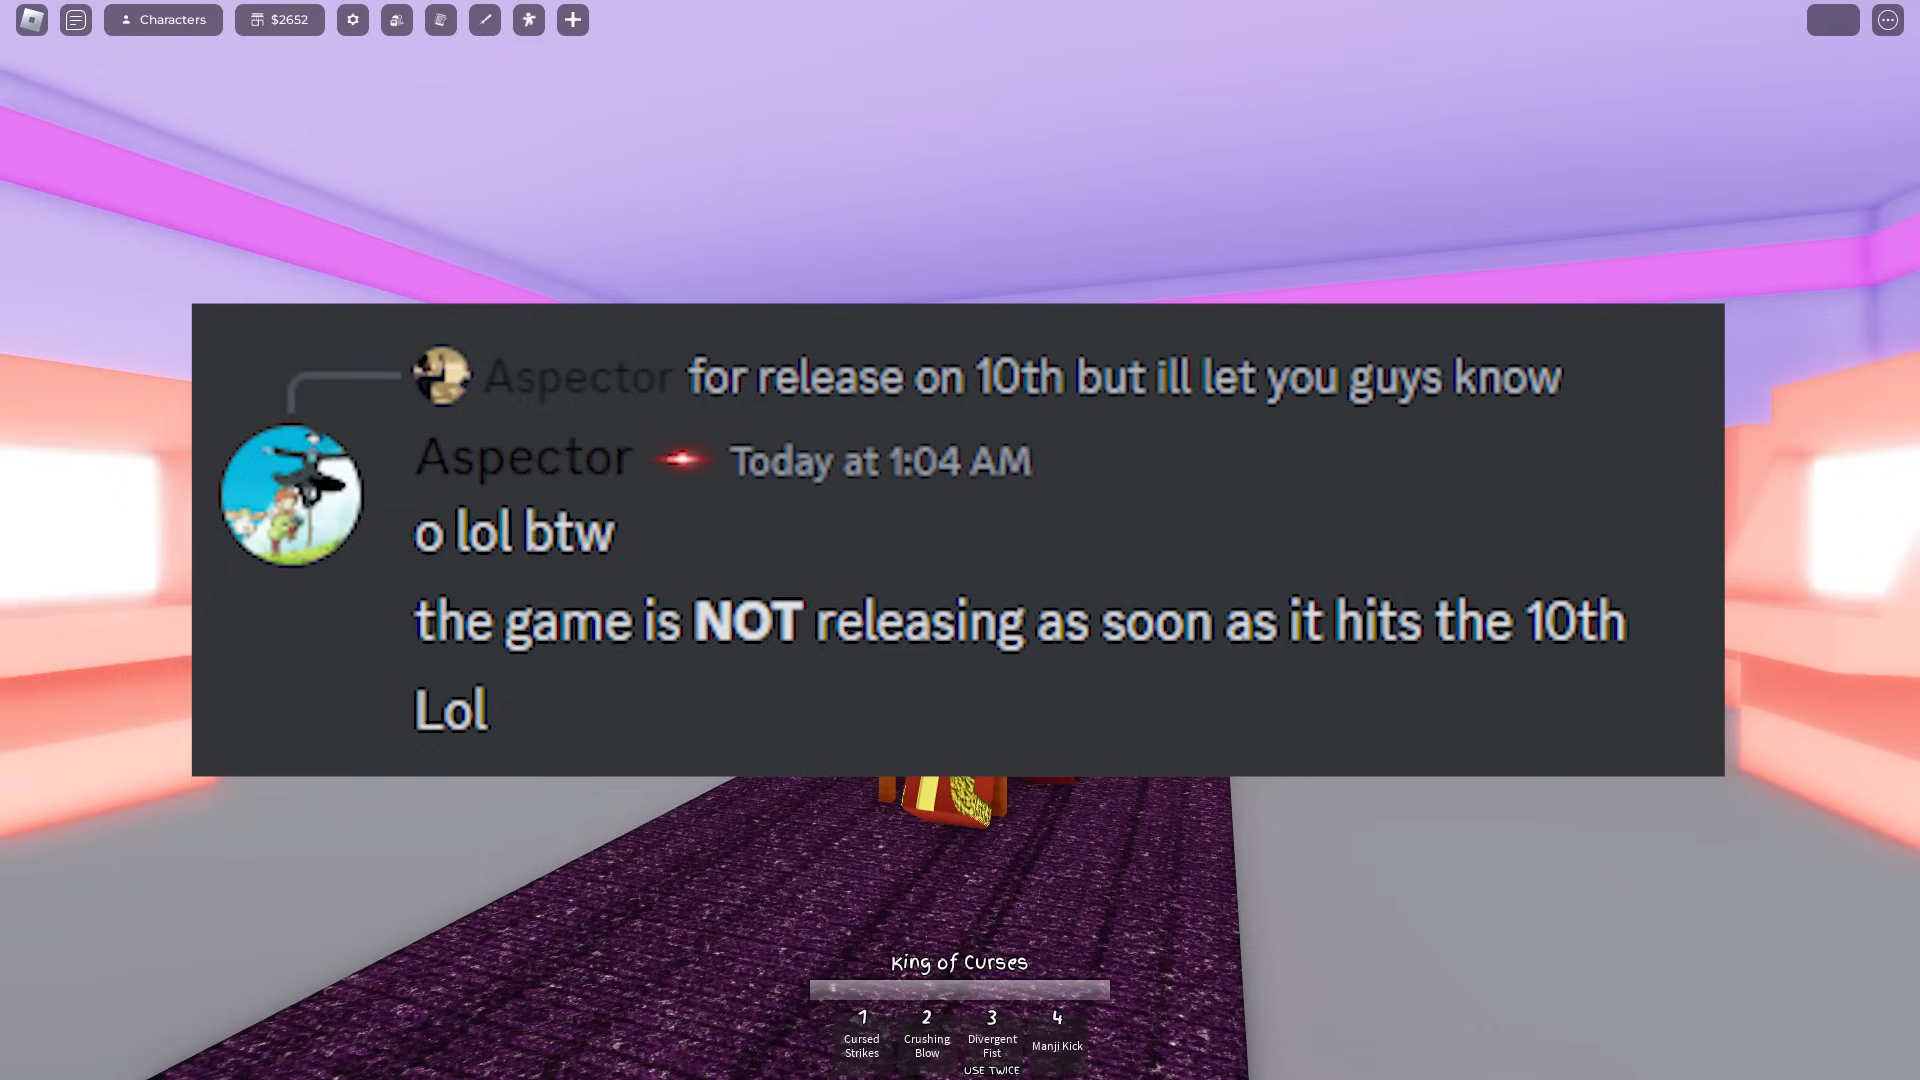 Characters
$2652
Aspector for release on 10th but ill let you guys know
Aspector Today at 1:04 AM
o lol btw
the game is NOT releasing as soon as it hits the 10th
Lol
King of Curses
1 2 3 4
Cursed Strikes
Crushing Blow
Divergent Fist
Manji Kick
USE TWICE